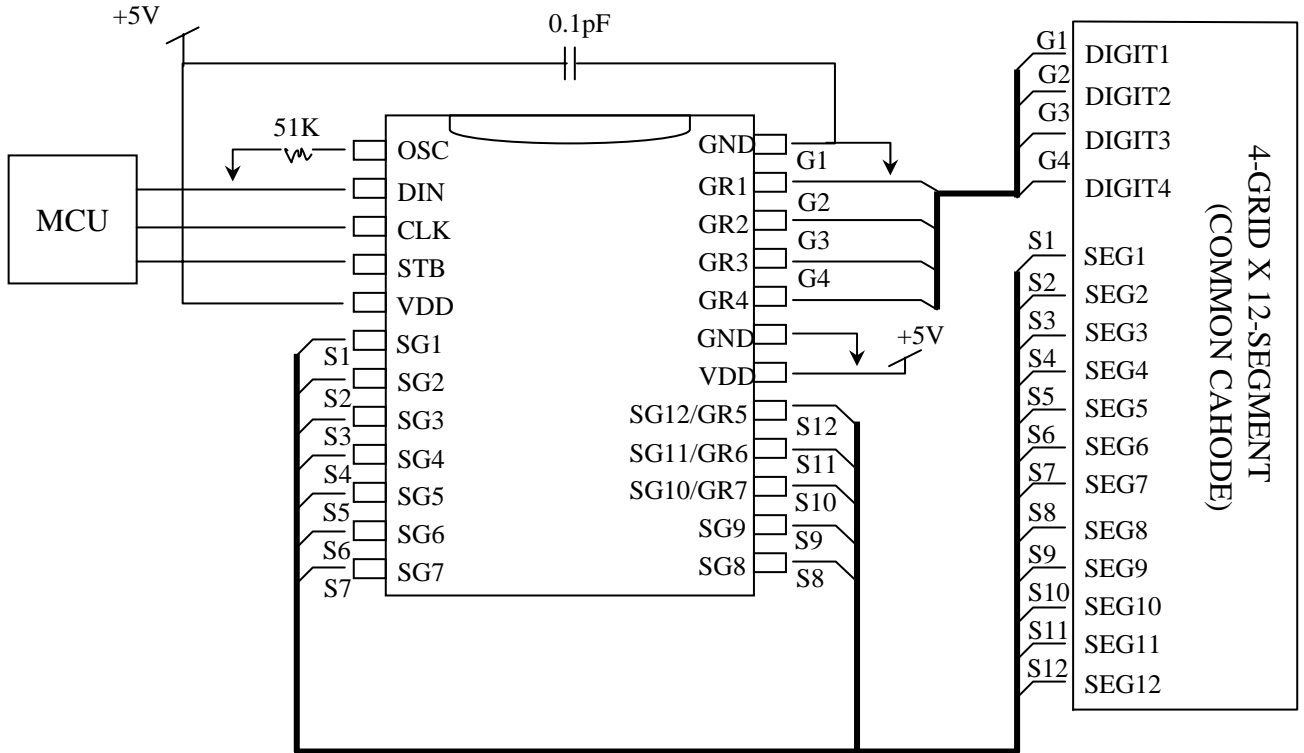 +5V
0.1pF
51K
MCU
OSC
DIN
CLK
STB
VDD
SG1
SG2
SG3
SG4
SG5
SG6
SG7
S1
S2
S3
S4
S5
S6
S7
GND
GR1
GR2
GR3
GR4
GND
VDD
SG12/GR5
SG11/GR6
SG10/GR7
SG9
SG8
G1
G2
G3
G4
+5V
S12
S11
S10
S9
S8
G1
G2
G3
G4
S1
S2
S3
S4
S5
S6
S7
S8
S9
S10
S11
S12
DIGIT1
DIGIT2
DIGIT3
DIGIT4
SEG1
SEG2
SEG3
SEG4
SEG5
SEG6
SEG7
SEG8
SEG9
SEG10
SEG11
SEG12
4-GRID X 12-SEGMENT
(COMMON CAHODE)